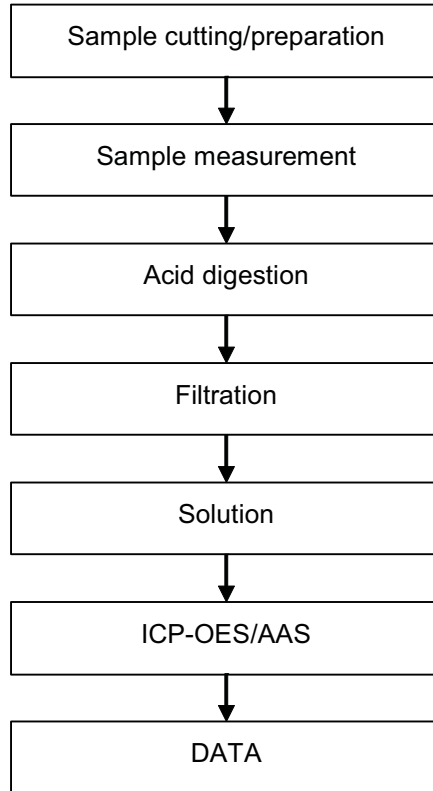 Sample cutting/preparation
Sample measurement
Acid digestion
Filtration
Solution
ICP-OES/AAS
DATA